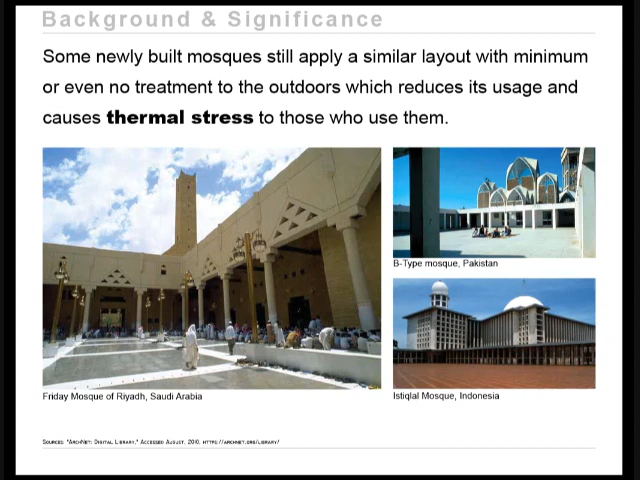 Background & Significance
Some newly built mosques still apply a similar layout with minimum
or even no treatment to the outdoors which reduces its usage and
causes thermal stress to those who use them.
B-Type mosque, Pakistan
Friday Mosque of Riyadh, Saudi Arabia
Istiqlal Mosque, Indonesia
Sources: "ArchNet: Digital Library," Accessed August, 2010, https://archnet.org/library/